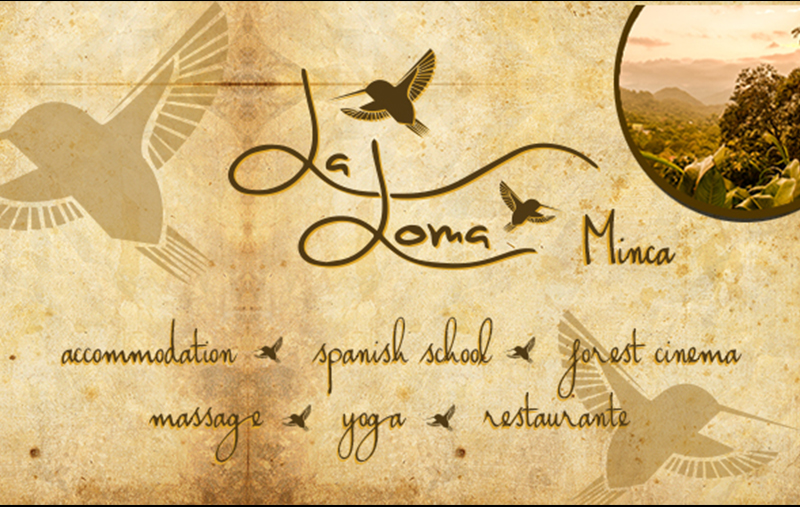 La
Loma
Minca
accommodation spanish school forest cinema
massage yoga restaurante